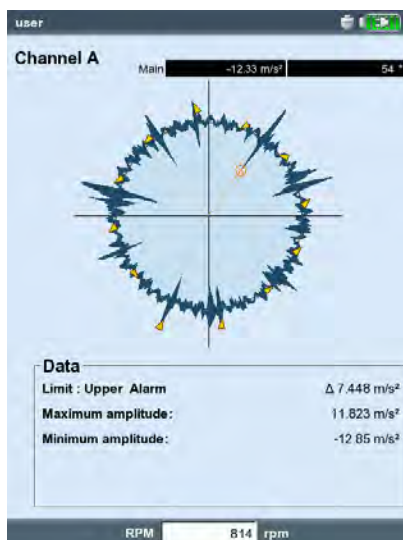 user
Channel A
Main -12.33 m/s² 54 °
Data
Limit : Upper Alarm Δ 7.448 m/s²
Maximum amplitude: 11.823 m/s²
Minimum amplitude: -12.85 m/s²
RPM 814 rpm